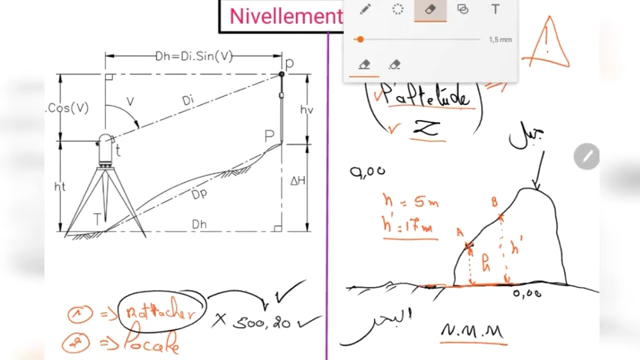 Nivellement
T
1,5 mm
Dh=Di.Sin(V)
p
.Cos(V)
V
Di
hv
t
P
ht
ΔH
T
Dp
Dh
① => Rattacher
x 500,20 ✓
② => Locale
L'altetude
Z
!
جبل
0,00
h = 5m
h' = 17m
A
B
h
h'
0,00
البحر
N.M.M